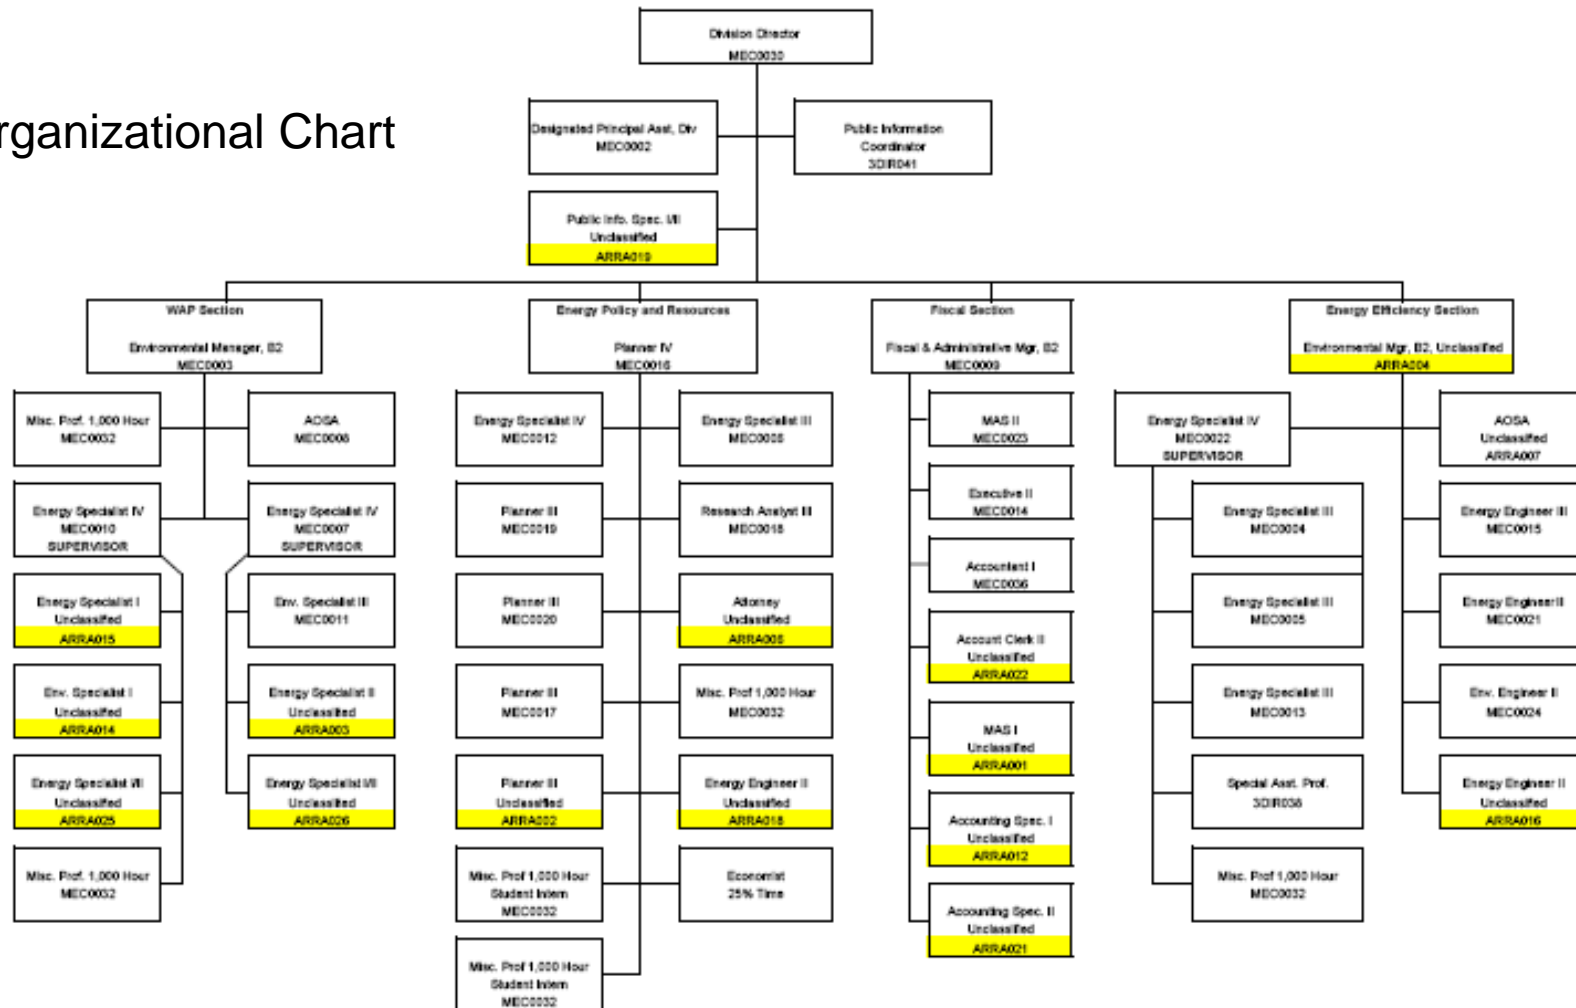 Division Director
MEC0030
rganizational Chart
Designated Principal Asst, Div
MEC0002
Public Information
Coordinator
3DIR041
Public Info. Spec. I/II
Unclassified
ARRA019
WAP Section
Environmental Manager, B2
MEC0003
Energy Policy and Resources
Planner IV
MEC0016
Fiscal Section
Fiscal & Administrative Mgr, B2
MEC0009
Energy Efficiency Section
Environmental Mgr, B2, Unclassified
ARRA004
Misc. Prof. 1,000 Hour
MEC0032
AOSA
MEC0008
Energy Specialist IV
MEC0010
SUPERVISOR
Energy Specialist IV
MEC0007
SUPERVISOR
Energy Specialist I
Unclassified
ARRA015
Env. Specialist III
MEC0011
Env. Specialist I
Unclassified
ARRA014
Energy Specialist II
Unclassified
ARRA003
Energy Specialist I/II
Unclassified
ARRA025
Energy Specialist I/II
Unclassified
ARRA026
Misc. Prof. 1,000 Hour
MEC0032
Energy Specialist IV
MEC0012
Energy Specialist III
Planner III
MEC0019
Research Analyst III
MEC0018
Planner III
MEC0020
Attorney
Unclassified
Planner III
MEC0017
Misc. Prof 1,000 Hour
MEC0032
Planner III
Unclassified
ARRA002
Energy Engineer II
Unclassified
ARRA018
Misc. Prof 1,000 Hour
Student Intern
MEC0032
Economist
25% Time
Misc. Prof 1,000 Hour
Student Intern
MEC0032
MAS II
MEC0023
Executive II
MEC0014
Accountant I
MEC0036
Account Clerk II
Unclassified
ARRA022
MAS I
Unclassified
ARRA001
Accounting Spec. I
Unclassified
ARRA012
Accounting Spec. II
Unclassified
ARRA021
Energy Specialist IV
MEC0022
SUPERVISOR
AOSA
Unclassified
ARRA007
Energy Specialist III
MEC0004
Energy Engineer III
MEC0015
Energy Specialist III
MEC0005
Energy Engineer II
MEC0021
Energy Specialist III
MEC0013
Env. Engineer II
MEC0024
Special Asst. Prof.
3DIR038
Energy Engineer II
Unclassified
ARRA016
Misc. Prof 1,000 Hour
MEC0032